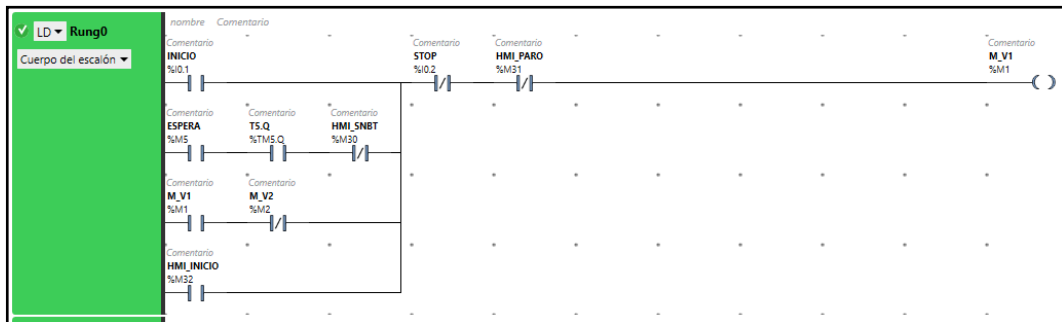 nombre Comentario
LD Rung0
Cuerpo del escalón
Comentario Comentario Comentario Comentario
INICIO STOP HMI_PARO M_V1
%I0.1 %I0.2 %M31 %M1
Comentario Comentario Comentario
ESPERA T5.Q HMI_SNBT
%M5 %TM5.Q %M30
Comentario Comentario
M_V1 M_V2
%M1 %M2
Comentario
HMI_INICIO
%M32